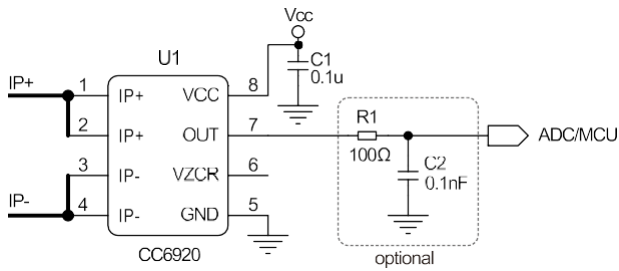 Vcc
U1
C1
0.1u
IP+
1
IP+
VCC
8
R1
2
IP+
OUT
7
ADC/MCU
100Ω
3
IP-
VZCR
6
C2
0.1nF
IP-
4
IP-
GND
5
CC6920
optional